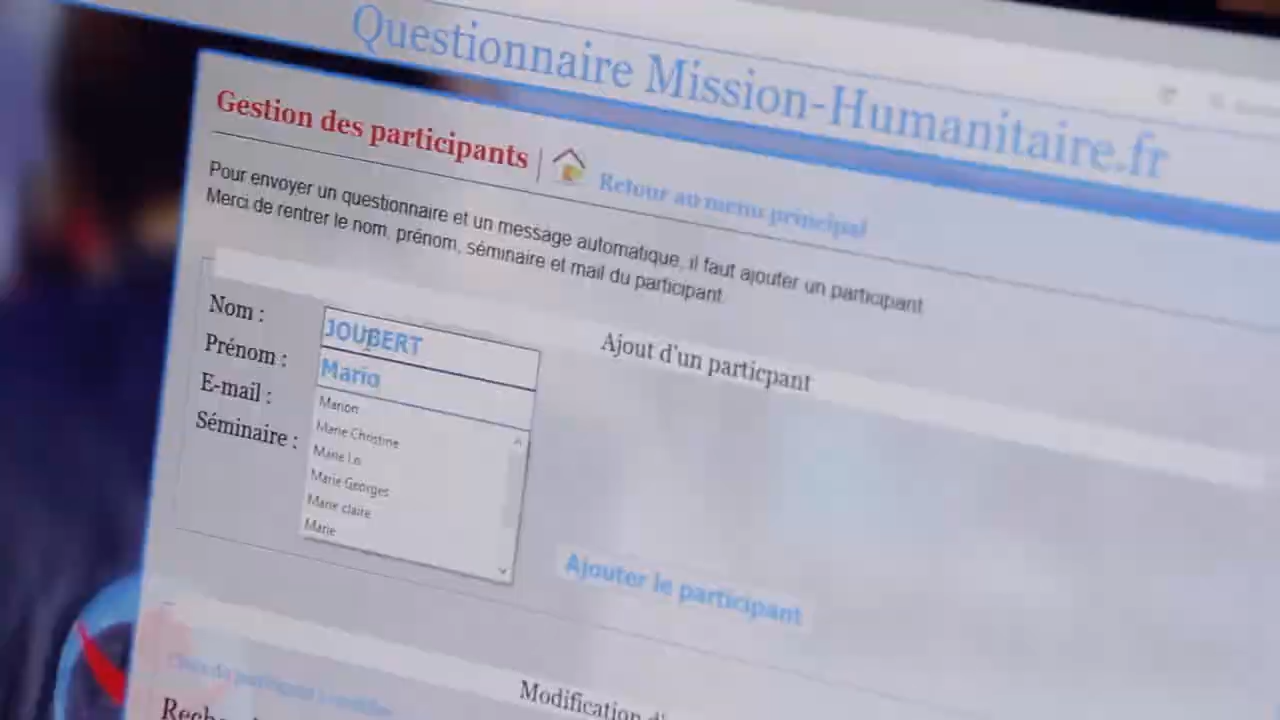 Questionnaire Mission-Humanitaire.fr
Gestion des participants | Retour au menu principal
Pour envoyer un questionnaire et un message automatique, il faut ajouter un participant
Merci de rentrer le nom, prénom, séminaire et mail du participant.
Ajout d'un particpant
Nom : JOUBERT
Prénom : Mario
E-mail :
Séminaire :
Marion
Marie Christine
Marie Lo
Marie Georges
Marie claire
Marie
Ajouter le participant
Modification